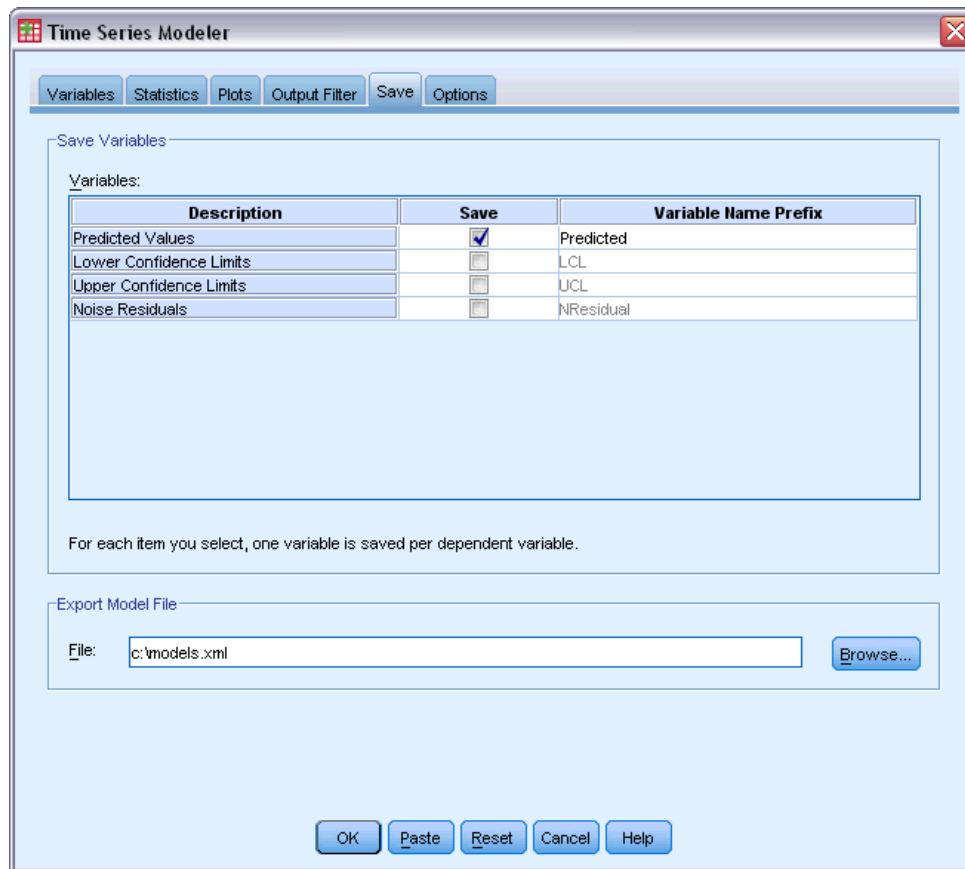 Time Series Modeler
Variables Statistics Plots Output Filter Save Options
Save Variables
Variables:
Description Save Variable Name Prefix
Predicted Values Predicted
Lower Confidence Limits LCL
Upper Confidence Limits UCL
Noise Residuals NResidual
For each item you select, one variable is saved per dependent variable.
Export Model File
File: c:\models.xml Browse...
OK Paste Reset Cancel Help